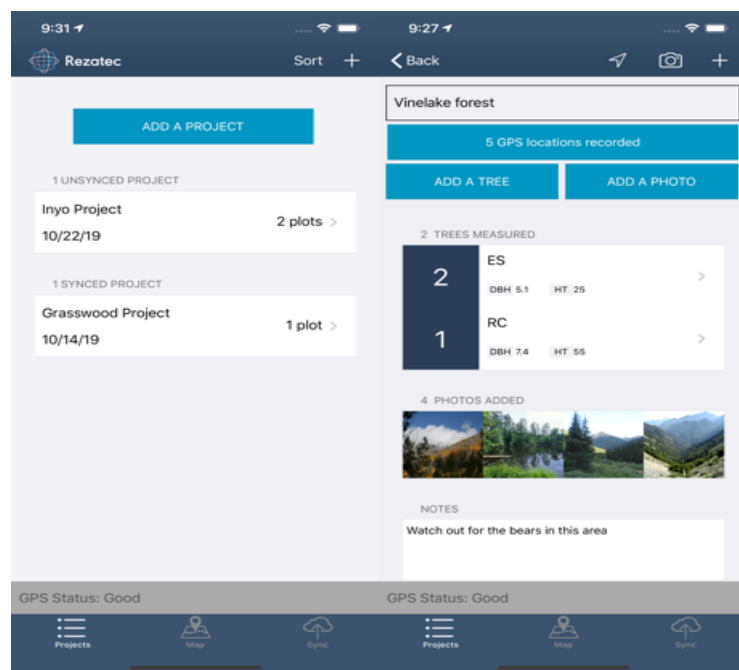 9:31
Rezatec
Sort +
ADD A PROJECT
1 UNSYNCED PROJECT
Inyo Project
2 plots >
10/22/19
1 SYNCED PROJECT
Grasswood Project
1 plot >
10/14/19
GPS Status: Good
Projects
Map
Sync
9:27
Back
Vinelake forest
5 GPS locations recorded
ADD A TREE
ADD A PHOTO
2 TREES MEASURED
2
ES
DBH 5.1 HT 25
1
RC
DBH 7.4 HT 55
4 PHOTOS ADDED
NOTES
Watch out for the bears in this area
GPS Status: Good
Projects
Map
Sync